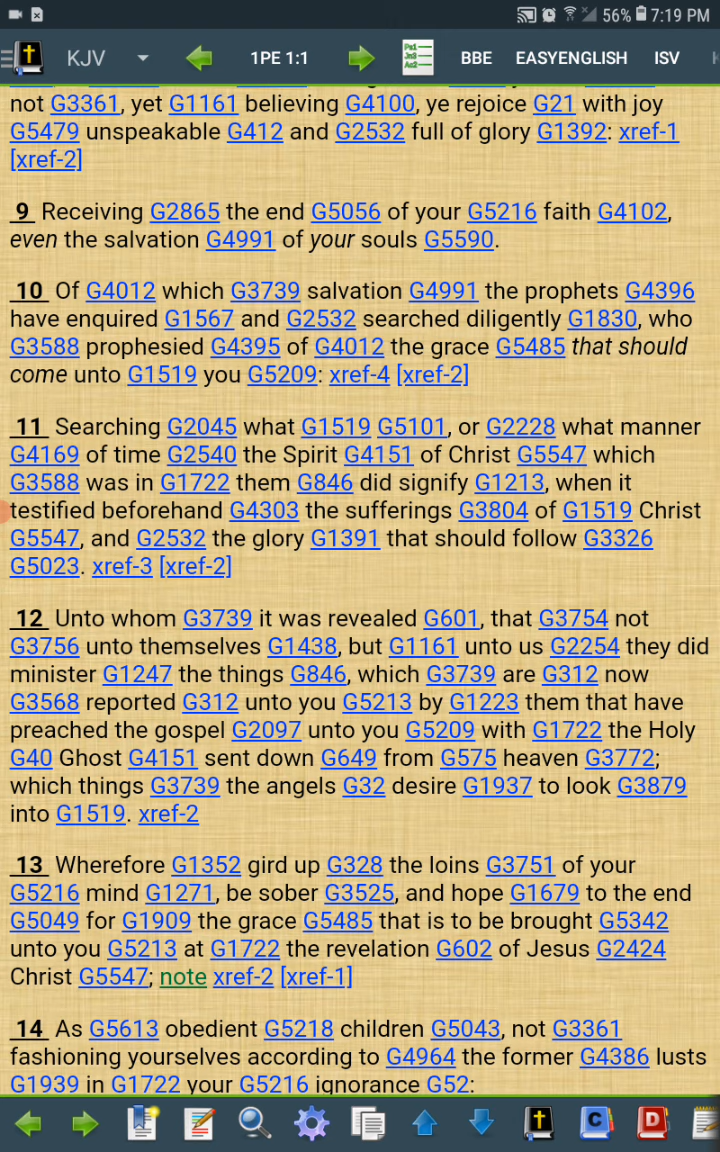 56% 7:19 PM
KJV 1PE 1:1 BBE EASYENGLISH ISV
not G3361, yet G1161 believing G4100, ye rejoice G21 with joy
G5479 unspeakable G412 and G2532 full of glory G1392: xref-1
[xref-2]
9 Receiving G2865 the end G5056 of your G5216 faith G4102,
even the salvation G4991 of your souls G5590.
10 Of G4012 which G3739 salvation G4991 the prophets G4396
have enquired G1567 and G2532 searched diligently G1830, who
G3588 prophesied G4395 of G4012 the grace G5485 that should
come unto G1519 you G5209: xref-4 [xref-2]
11 Searching G2045 what G1519 G5101, or G2228 what manner
G4169 of time G2540 the Spirit G4151 of Christ G5547 which
G3588 was in G1722 them G846 did signify G1213, when it
testified beforehand G4303 the sufferings G3804 of G1519 Christ
G5547, and G2532 the glory G1391 that should follow G3326
G5023. xref-3 [xref-2]
12 Unto whom G3739 it was revealed G601, that G3754 not
G3756 unto themselves G1438, but G1161 unto us G2254 they did
minister G1247 the things G846, which G3739 are G312 now
G3568 reported G312 unto you G5213 by G1223 them that have
preached the gospel G2097 unto you G5209 with G1722 the Holy
G40 Ghost G4151 sent down G649 from G575 heaven G3772;
which things G3739 the angels G32 desire G1937 to look G3879
into G1519. xref-2
13 Wherefore G1352 gird up G328 the loins G3751 of your
G5216 mind G1271, be sober G3525, and hope G1679 to the end
G5049 for G1909 the grace G5485 that is to be brought G5342
unto you G5213 at G1722 the revelation G602 of Jesus G2424
Christ G5547; note xref-2 [xref-1]
14 As G5613 obedient G5218 children G5043, not G3361
fashioning yourselves according to G4964 the former G4386 lusts
G1939 in G1722 your G5216 ignorance G52:
C D